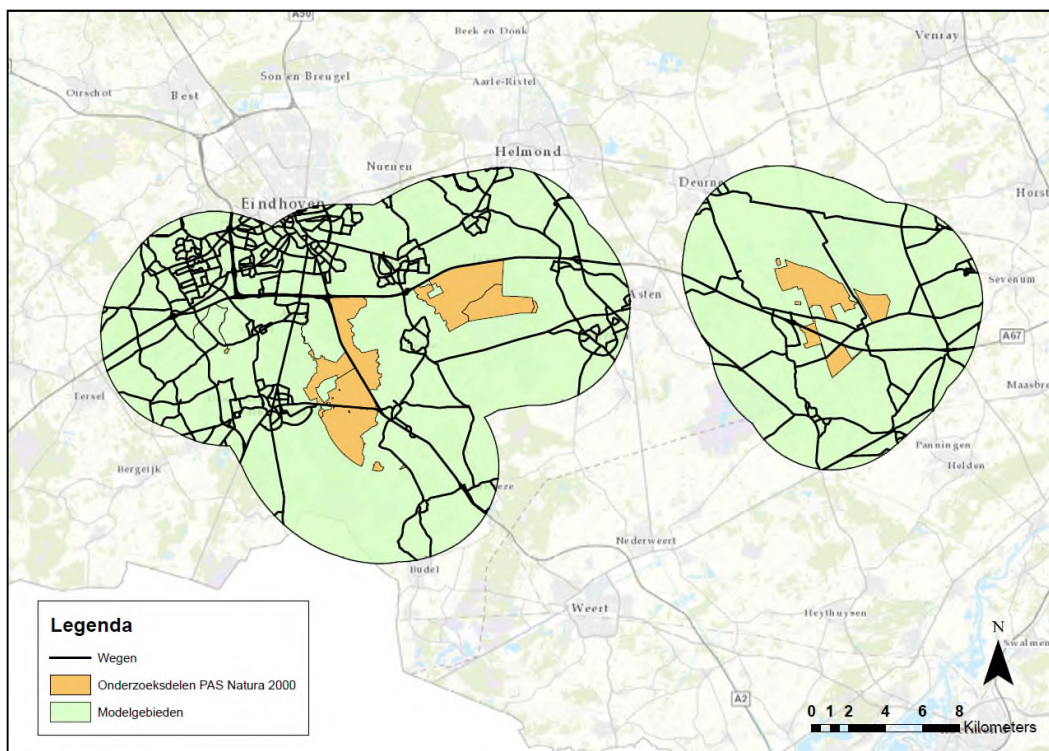 A50
Beek en Donk
Venray
Son en Breugel
Aarle-Rixtel
Oirschot
Best
Nuenen
Helmond
Deurne
Horst
Eindhoven
Sevenum
Asten
A67
Eersel
Maasbre
Bergeijk
Panningen
Helden
Nederweert
Budel
Weert
Heythuysen
Swalmen
A2
Legenda
Wegen
Onderzoeksdelen PAS Natura 2000
Modelgebieden
N
0 1 2 4 6 8
Kilometers